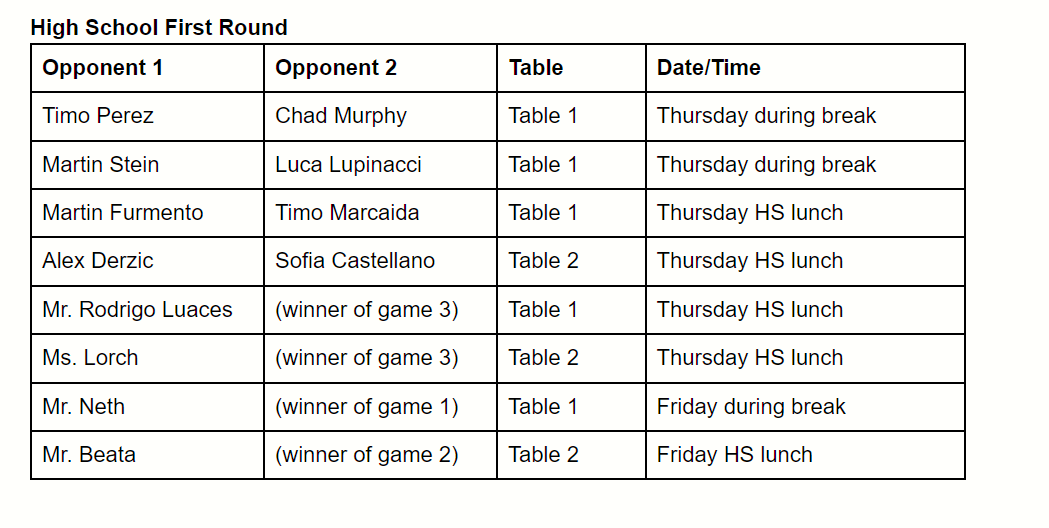 High School First Round
Opponent 1 Opponent 2 Table Date/Time
Timo Perez Chad Murphy Table 1 Thursday during break
Martin Stein Luca Lupinacci Table 1 Thursday during break
Martin Furmento Timo Marcaida Table 1 Thursday HS lunch
Alex Derzic Sofia Castellano Table 2 Thursday HS lunch
Mr. Rodrigo Luaces (winner of game 3) Table 1 Thursday HS lunch
Ms. Lorch (winner of game 3) Table 2 Thursday HS lunch
Mr. Neth (winner of game 1) Table 1 Friday during break
Mr. Beata (winner of game 2) Table 2 Friday HS lunch